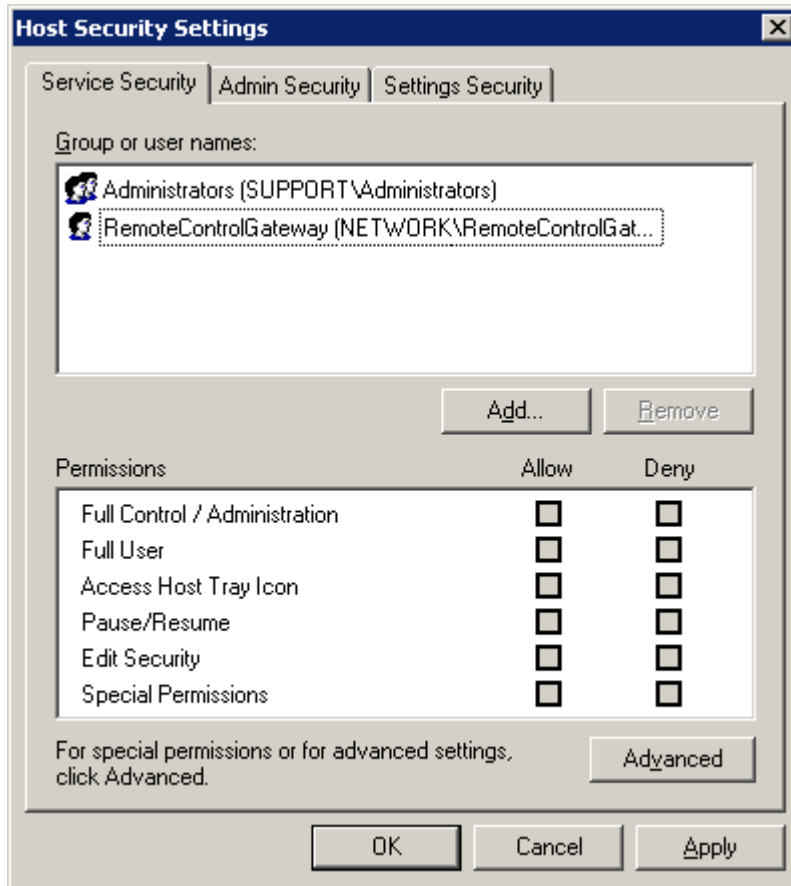 Host Security Settings
Service Security Admin Security Settings Security
Group or user names:
Administrators (SUPPORT\Administrators)
RemoteControlGateway (NETWORK\RemoteControlGat...
Add... Remove
Permissions Allow Deny
Full Control / Administration
Full User
Access Host Tray Icon
Pause/Resume
Edit Security
Special Permissions
For special permissions or for advanced settings,
click Advanced.
Advanced
OK Cancel Apply